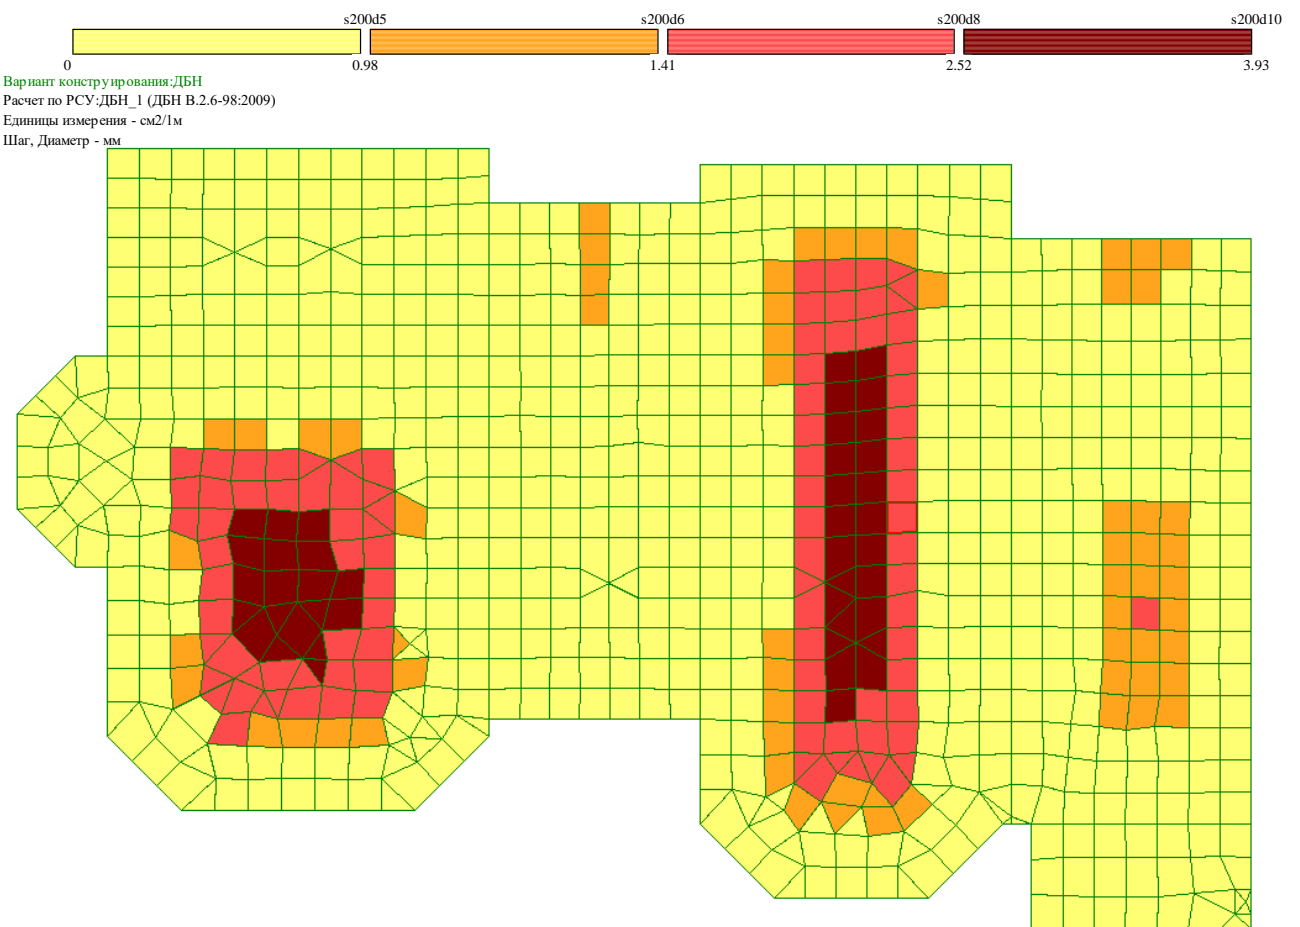 s200d5 s200d6 s200d8 s200d10
0 0.98 1.41 2.52 3.93
Вариант конструирования:ДБН
Расчет по РСУ:ДБН_1 (ДБН В.2.6-98:2009)
Единицы измерения - см2/1м
Шаг, Диаметр - мм